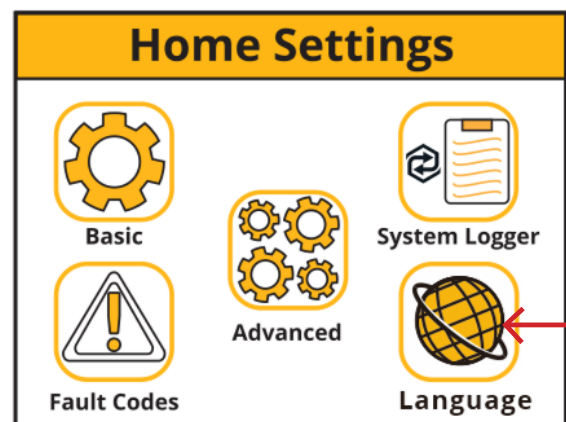 Home Settings
Basic
System Logger
Advanced
Fault Codes
Language